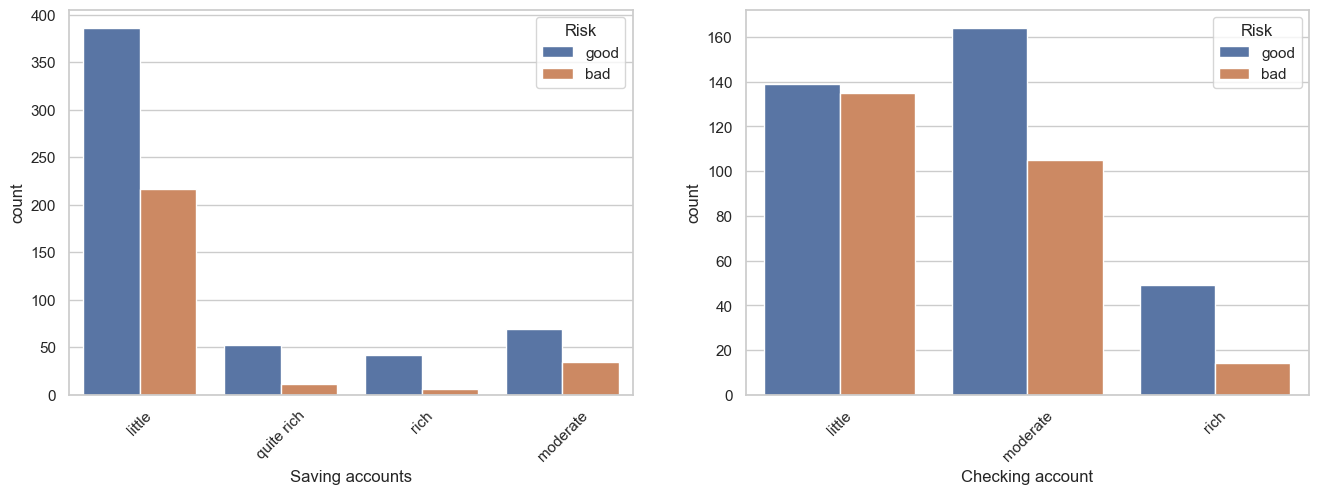 400
350
300
250
200
150
100
50
0
count
little
quite rich
rich
moderate
Saving accounts
Risk
good
bad
160
140
120
100
80
60
40
20
0
count
little
moderate
rich
Checking account
Risk
good
bad